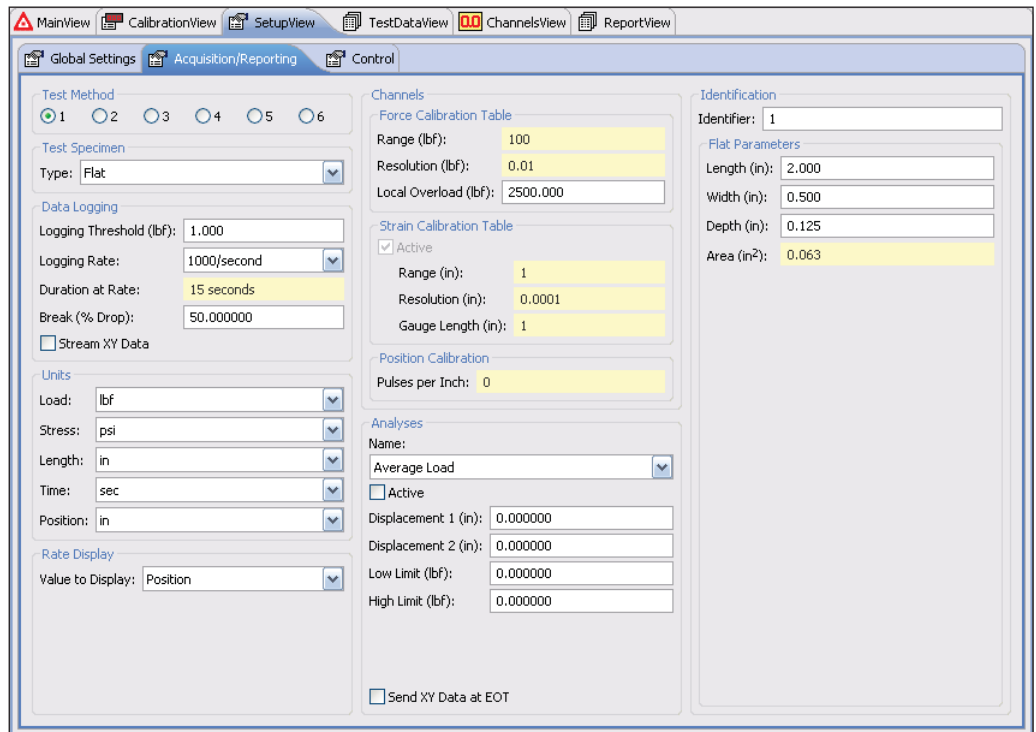 MainView CalibrationView SetupView TestDataView 0.0 ChannelsView ReportView
Global Settings Acquisition/Reporting Control
Test Method
1 2 3 4 5 6
Test Specimen
Type: Flat
Data Logging
Logging Threshold (lbf): 1.000
Logging Rate: 1000/second
Duration at Rate: 15 seconds
Break (% Drop): 50.000000
Stream XY Data
Units
Load: lbf
Stress: psi
Length: in
Time: sec
Position: in
Rate Display
Value to Display: Position
Channels
Force Calibration Table
Range (lbf): 100
Resolution (lbf): 0.01
Local Overload (lbf): 2500.000
Strain Calibration Table
Active
Range (in): 1
Resolution (in): 0.0001
Gauge Length (in): 1
Position Calibration
Pulses per Inch: 0
Analyses
Name:
Average Load
Active
Displacement 1 (in): 0.000000
Displacement 2 (in): 0.000000
Low Limit (lbf): 0.000000
High Limit (lbf): 0.000000
Send XY Data at EOT
Identification
Identifier: 1
Flat Parameters
Length (in): 2.000
Width (in): 0.500
Depth (in): 0.125
Area (in²): 0.063